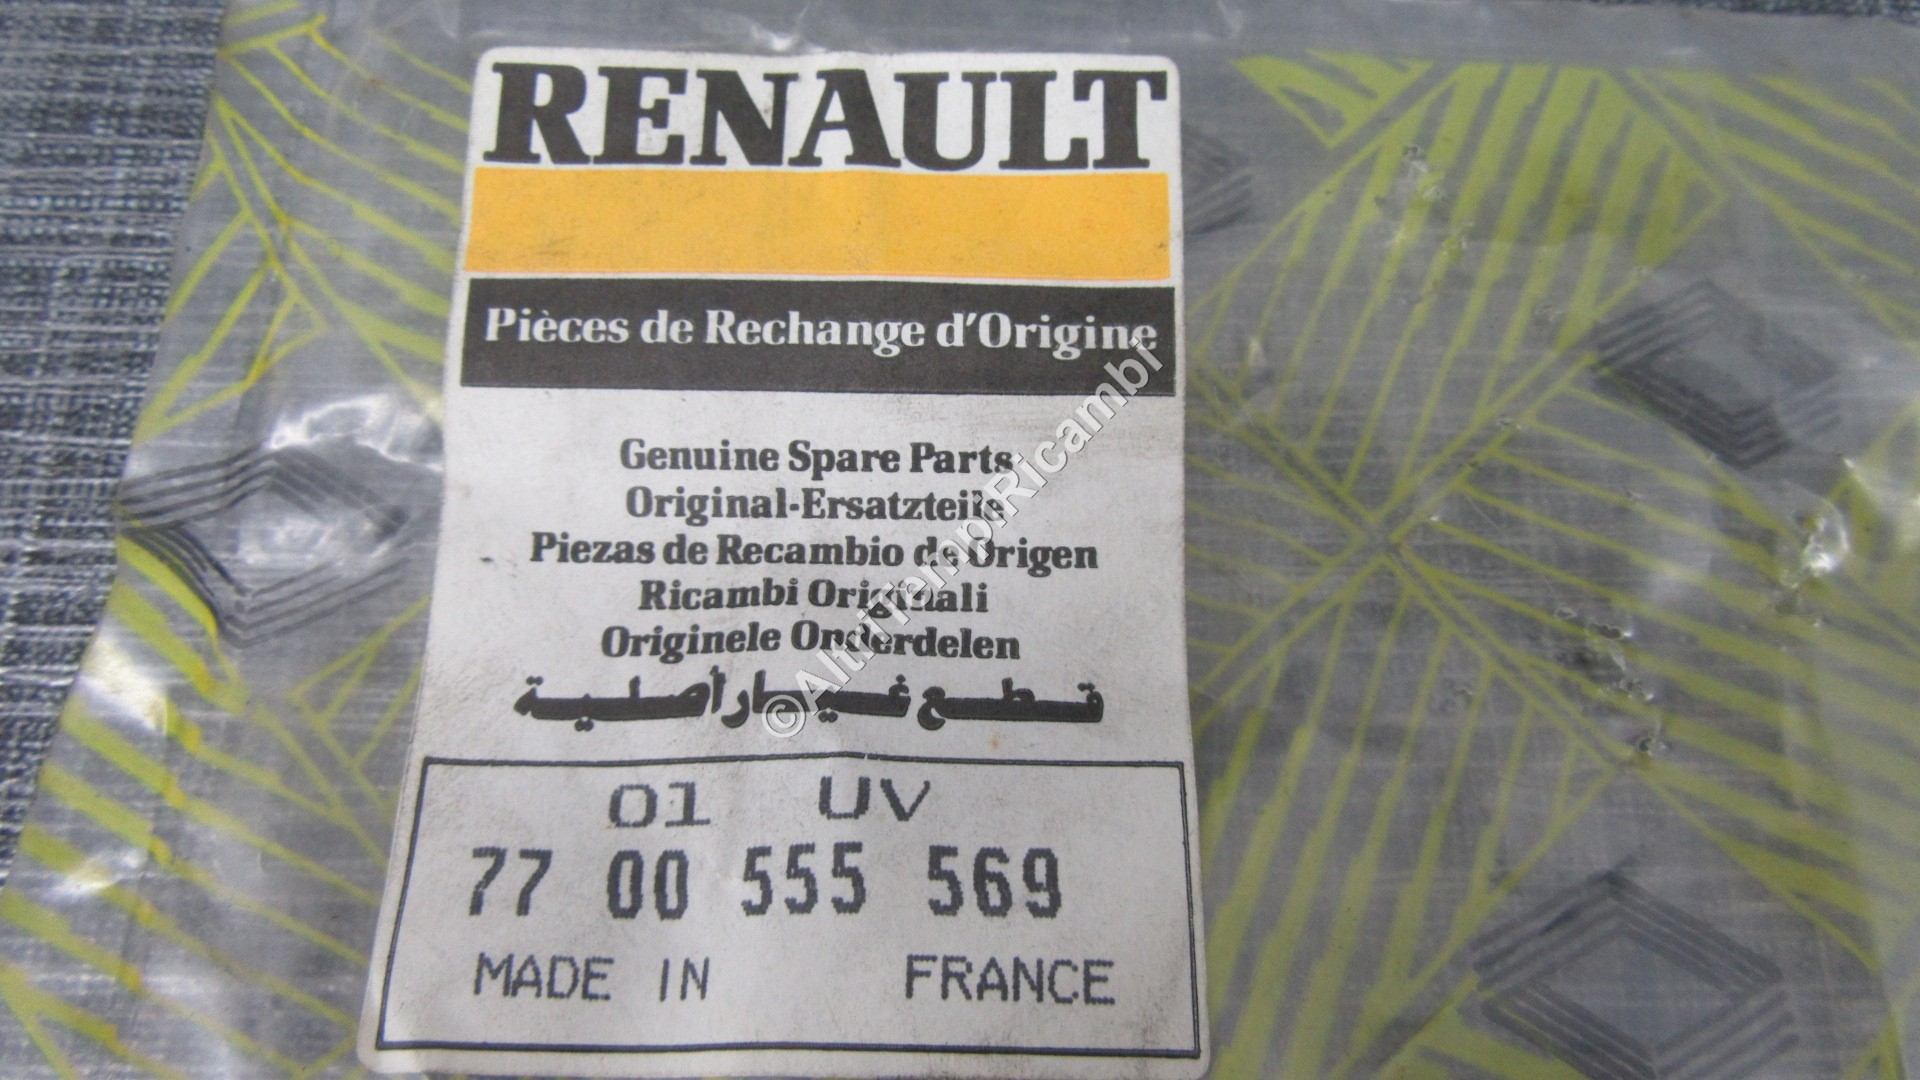 RENAULT
Pièces de Rechange d'Origine
Genuine Spare Parts
Original-Ersatzteile
Piezas de Recambio de Origen
Ricambi Originali
Originele Onderdelen
قطع غيار أصلية
©AltriTempiRicambi
01 UV
77 00 555 569
MADE IN FRANCE